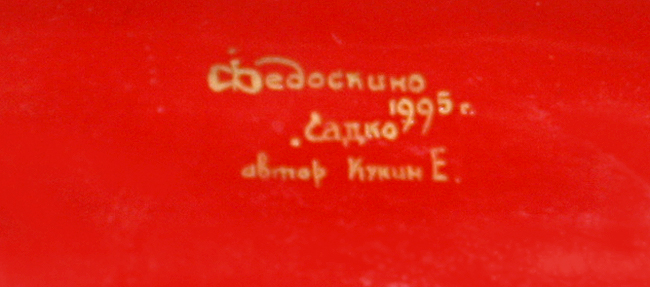 Федоскино
1995 г.
"Садко
автор Кукин Е.